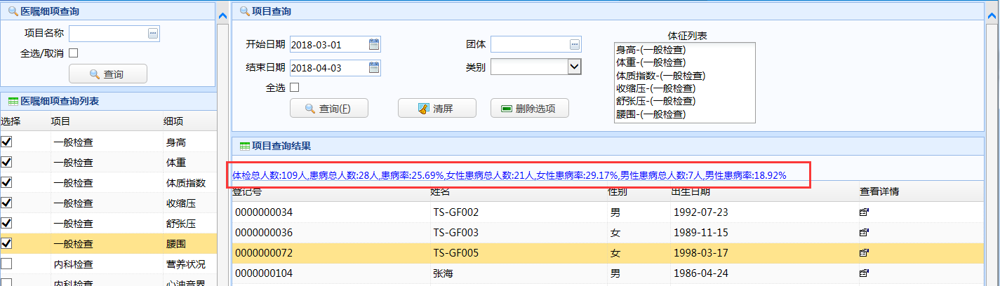 医嘱细项查询
项目名称
全选/取消
查询
医嘱细项查询列表
选择 项目 细项
一般检查 身高
一般检查 体重
一般检查 体质指数
一般检查 收缩压
一般检查 舒张压
一般检查 腰围
内科检查 营养状况
内科检查 心浊音界
项目查询
开始日期 2018-03-01 团体
结束日期 2018-04-03 类别
全选
查询(F) 清屏 删除选项
体征列表
身高-(一般检查)
体重-(一般检查)
体质指数-(一般检查)
收缩压-(一般检查)
舒张压-(一般检查)
腰围-(一般检查)
项目查询结果
体检总人数:109人,患病总人数:28人,患病率:25.69%,女性患病总人数:21人,女性患病率:29.17%,男性患病总人数:7人,男性患病率:18.92%
登记号 姓名 性别 出生日期 查看详情
0000000034 TS-GF002 男 1992-07-23
0000000036 TS-GF003 女 1989-11-15
0000000072 TS-GF005 女 1998-03-17
0000000104 张海 男 1986-04-24